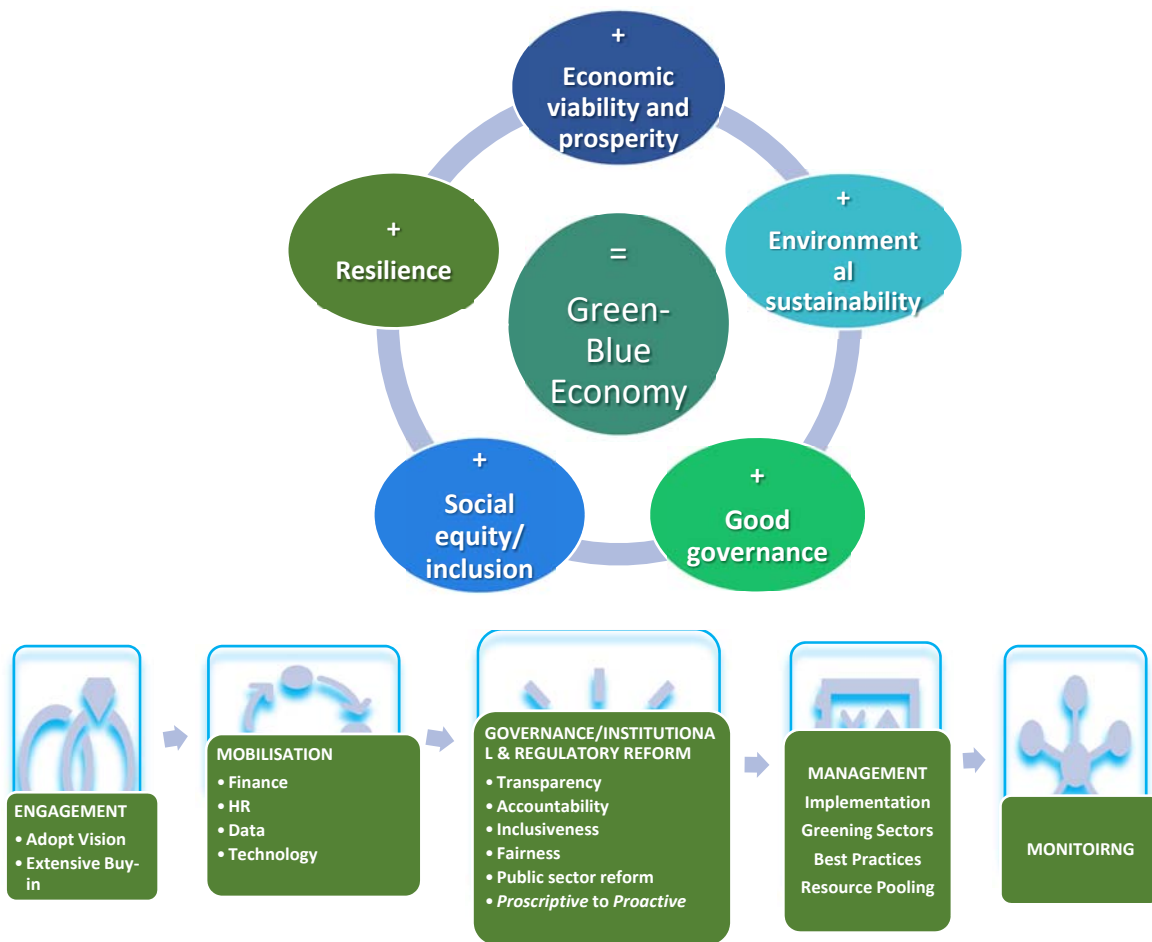 +
Economic
viability and
prosperity
+
Environment
al
sustainability
+
Good
governance
+
Social
equity/
inclusion
+
Resilience
=
Green-
Blue
Economy
ENGAGEMENT
• Adopt Vision
• Extensive Buy-
in
MOBILISATION
• Finance
• HR
• Data
• Technology
GOVERNANCE/INSTITUTIONA
L & REGULATORY REFORM
• Transparency
• Accountability
• Inclusiveness
• Fairness
• Public sector reform
• Proscriptive to Proactive
MANAGEMENT
Implementation
Greening Sectors
Best Practices
Resource Pooling
MONITOIRNG